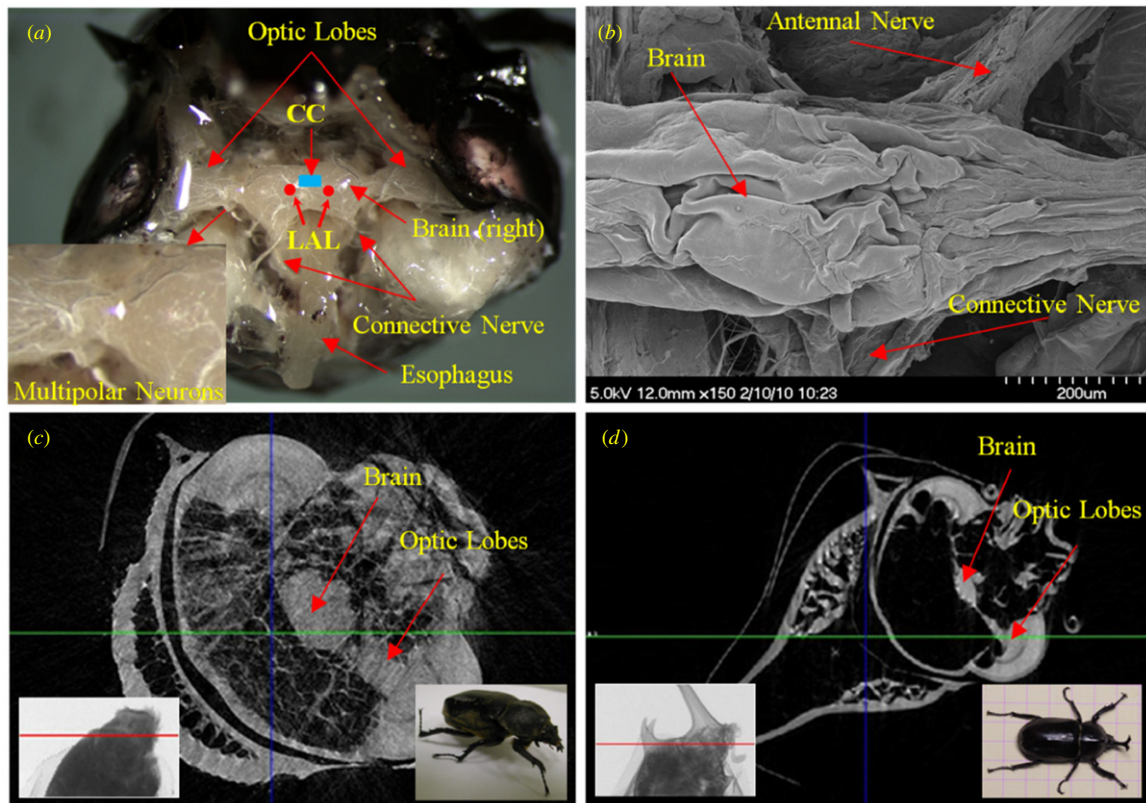 (a)
Optic Lobes
CC
Brain (right)
LAL
Connective Nerve
Esophagus
Multipolar Neurons
(b)
Antennal Nerve
Brain
Connective Nerve
5.0kV 12.0mm x150 2/10/10 10:23
200um
(c)
Brain
Optic Lobes
(d)
Brain
Optic Lobes